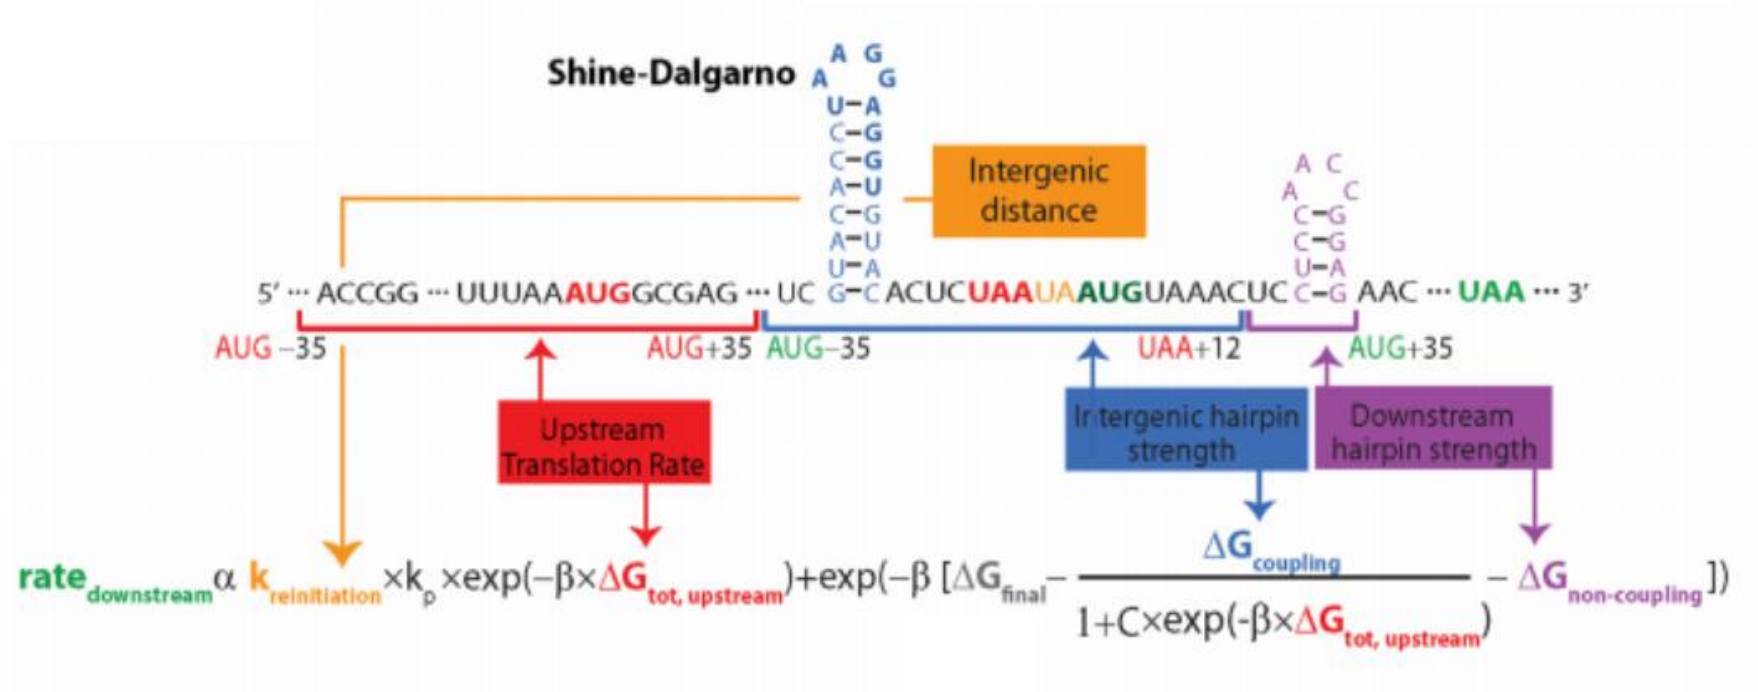 A G
Shine-Dalgarno A G
U-A
C-G
C-G
A-U
C-G
A-U
U-A
Intergenic
distance
A C
A C
C-G
C-G
U-A
5' ··· ACCGG ··· UUUAAAUGGCGAG ··· UC G-C ACUCUAAUAAUGUAAACUC C-G AAC ··· UAA ··· 3'
AUG -35 AUG+35 AUG-35 UAA+12 AUG+35
Upstream
Translation Rate
Intergenic hairpin
strength
Downstream
hairpin strength
rate downstream α k reinitiation ×kp×exp(-β×ΔG tot, upstream)+exp(-β [ΔG final - ΔG coupling - ΔG non-coupling])
1+C×exp(-β×ΔG tot, upstream)